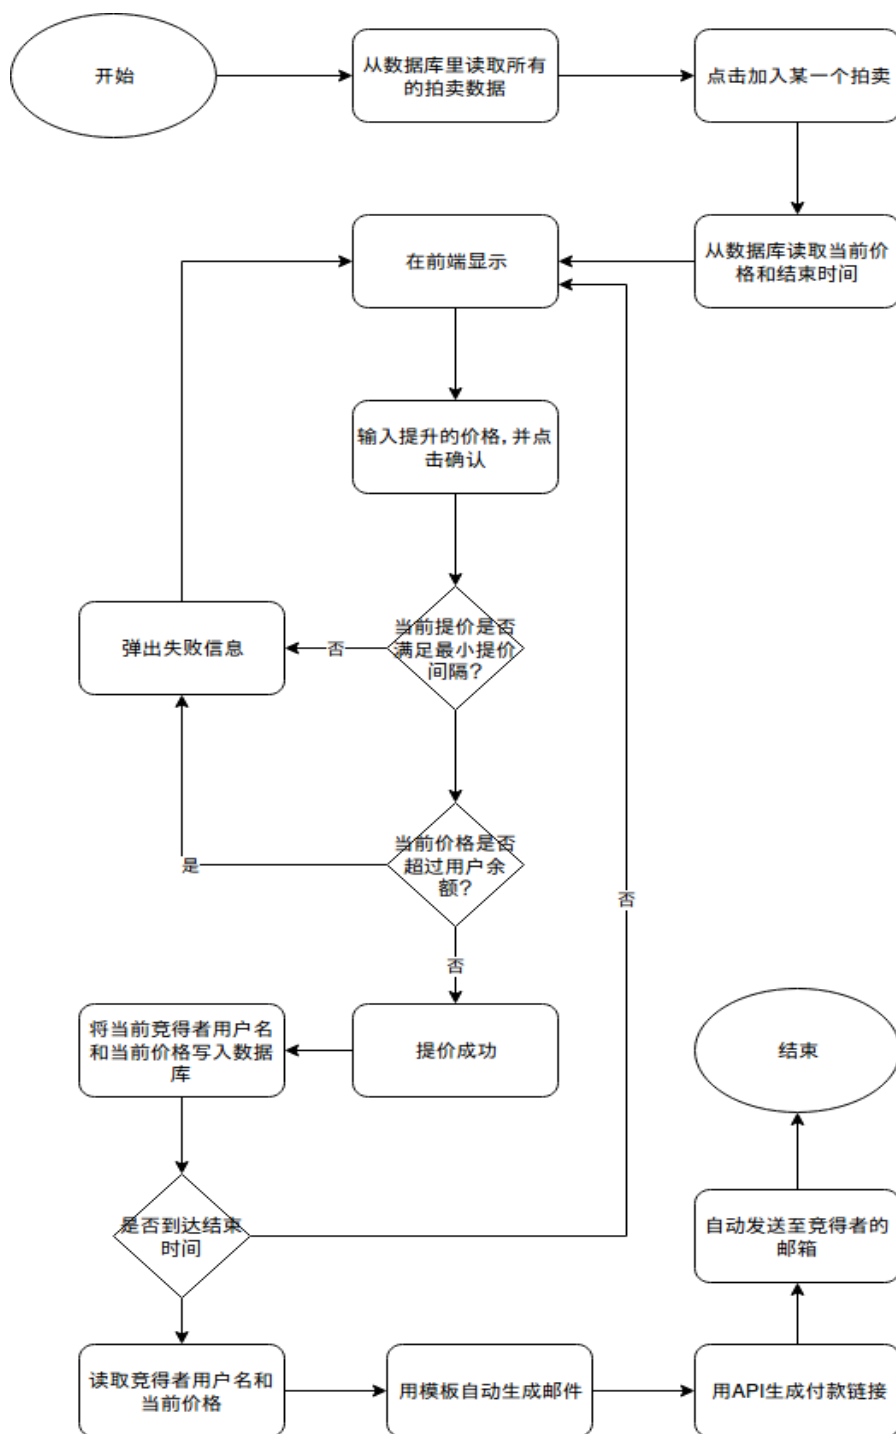 开始
从数据库里读取所有
的拍卖数据
点击加入某一个拍卖
在前端显示
从数据库读取当前价
格和结束时间
输入提升的价格,并点
击确认
弹出失败信息
否
当前提价是否
满足最小提价
间隔?
是
当前价格是否
超过用户余
额?
否
否
将当前竞得者用户名
和当前价格写入数据
库
提价成功
结束
是否到达结束
时间
自动发送至竞得者的
邮箱
读取竞得者用户名和
当前价格
用模板自动生成邮件
用API生成付款链接